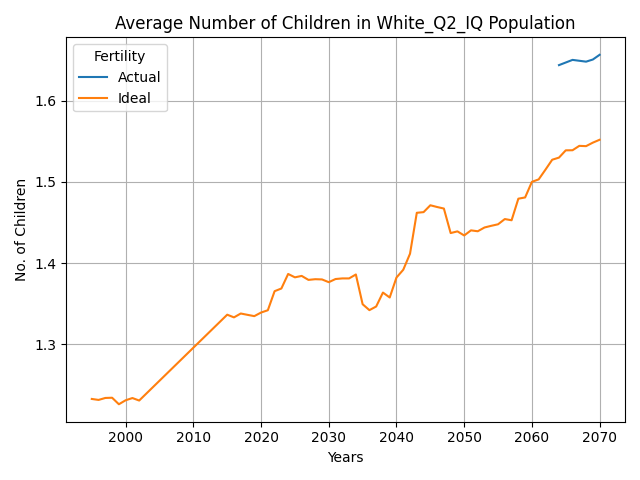 Average Number of Children in White_Q2_IQ Population
Fertility
Actual
Ideal
No. of Children
1.6
1.5
1.4
1.3
2000 2010 2020 2030 2040 2050 2060 2070
Years